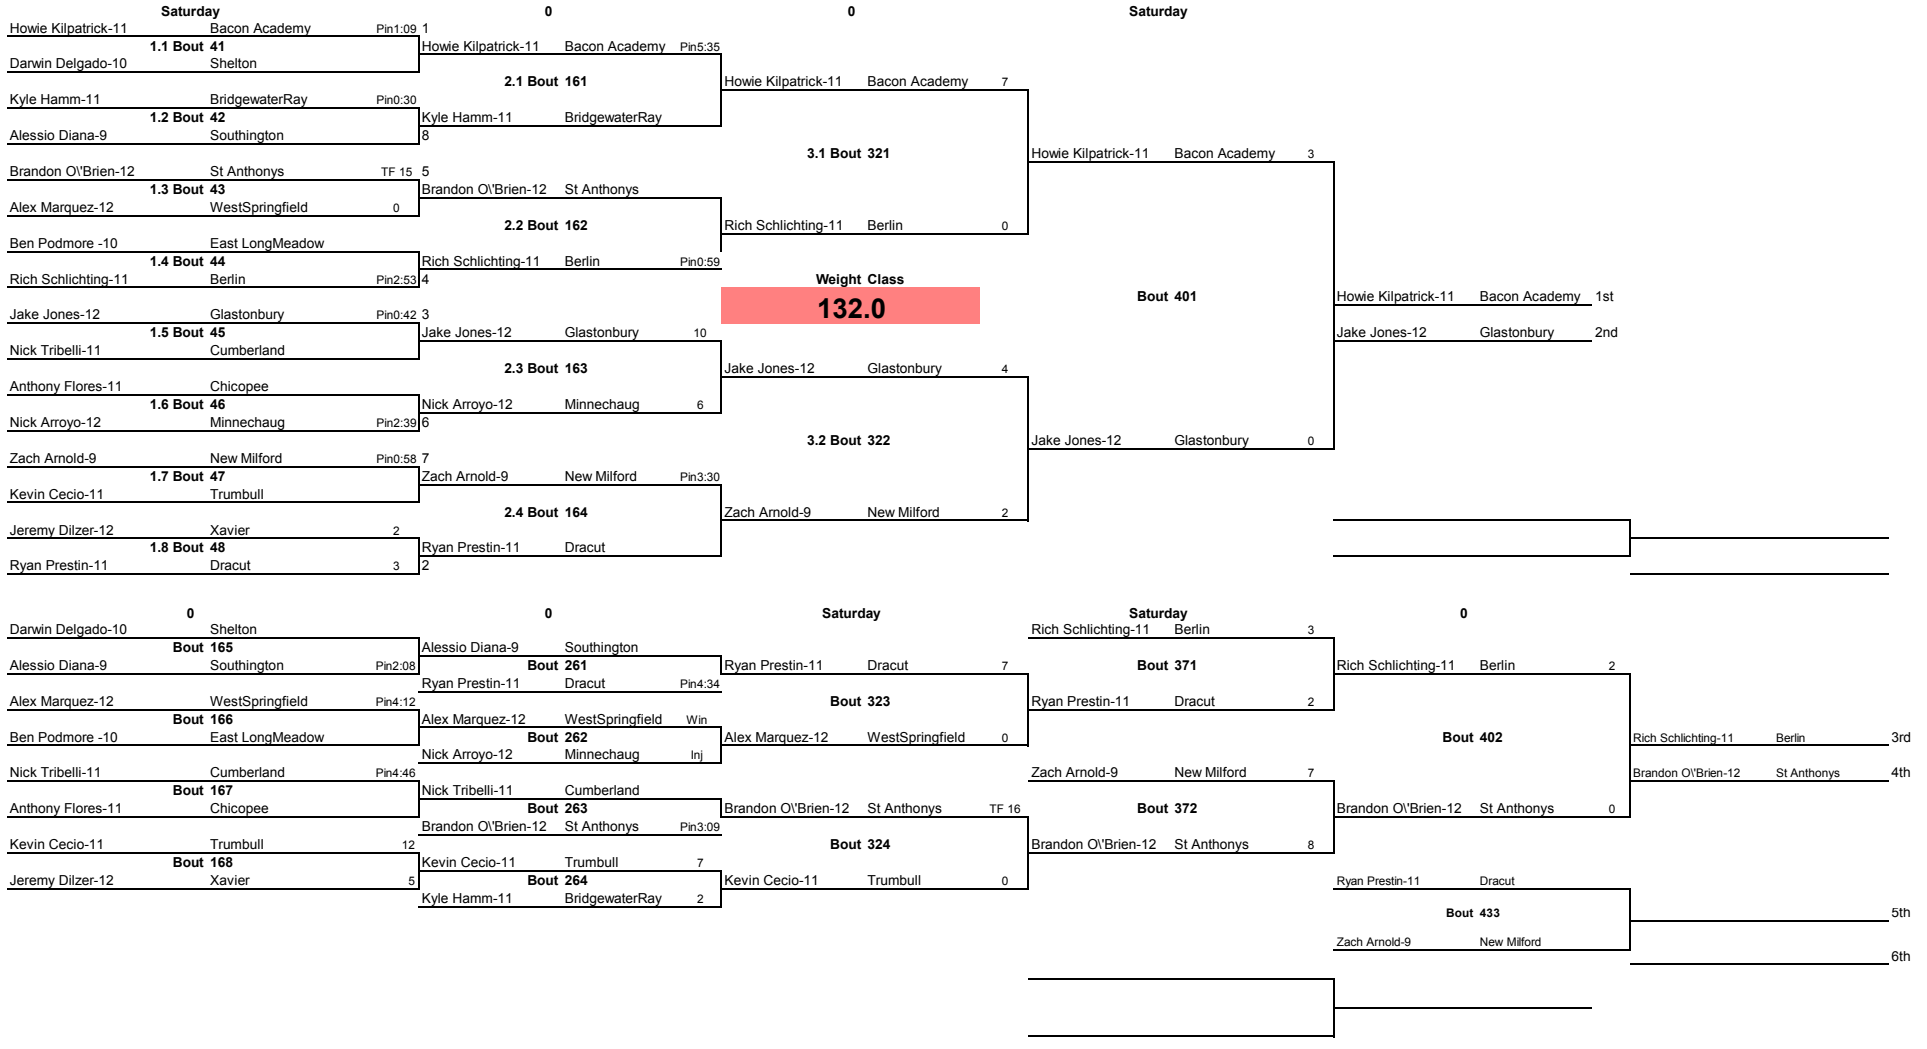 Saturday 0 0 Saturday
Howie Kilpatrick-11 Bacon Academy Pin1:09 1
1.1 Bout 41 Howie Kilpatrick-11 Bacon Academy Pin5:35
Darwin Delgado-10 Shelton
2.1 Bout 161 Howie Kilpatrick-11 Bacon Academy 7
Kyle Hamm-11 BridgewaterRay Pin0:30
1.2 Bout 42 Kyle Hamm-11 BridgewaterRay
Alessio Diana-9 Southington 8
3.1 Bout 321 Howie Kilpatrick-11 Bacon Academy 3
Brandon O\'Brien-12 St Anthonys TF 15 5
1.3 Bout 43 Brandon O\'Brien-12 St Anthonys
Alex Marquez-12 WestSpringfield 0
2.2 Bout 162 Rich Schlichting-11 Berlin 0
Ben Podmore -10 East LongMeadow
1.4 Bout 44 Rich Schlichting-11 Berlin Pin0:59
Rich Schlichting-11 Berlin Pin2:53 4 Weight Class
132.0 Bout 401 Howie Kilpatrick-11 Bacon Academy 1st
Jake Jones-12 Glastonbury Pin0:42 3
1.5 Bout 45 Jake Jones-12 Glastonbury 10 Jake Jones-12 Glastonbury 2nd
Nick Tribelli-11 Cumberland
2.3 Bout 163 Jake Jones-12 Glastonbury 4
Anthony Flores-11 Chicopee
1.6 Bout 46 Nick Arroyo-12 Minnechaug 6
Nick Arroyo-12 Minnechaug Pin2:39 6
3.2 Bout 322 Jake Jones-12 Glastonbury 0
Zach Arnold-9 New Milford Pin0:58 7
1.7 Bout 47 Zach Arnold-9 New Milford Pin3:30
Kevin Cecio-11 Trumbull
2.4 Bout 164 Zach Arnold-9 New Milford 2
Jeremy Dilzer-12 Xavier 2
1.8 Bout 48 Ryan Prestin-11 Dracut
Ryan Prestin-11 Dracut 3 2
0 0 Saturday Saturday 0
Darwin Delgado-10 Shelton Rich Schlichting-11 Berlin 3
Bout 165 Alessio Diana-9 Southington
Alessio Diana-9 Southington Pin2:08 Bout 261 Ryan Prestin-11 Dracut 7 Bout 371 Rich Schlichting-11 Berlin 2
Ryan Prestin-11 Dracut Pin4:34
Alex Marquez-12 WestSpringfield Pin4:12 Bout 323 Ryan Prestin-11 Dracut 2
Bout 166 Alex Marquez-12 WestSpringfield Win
Ben Podmore -10 East LongMeadow Bout 262 Alex Marquez-12 WestSpringfield 0 Bout 402 Rich Schlichting-11 Berlin 3rd
Nick Arroyo-12 Minnechaug Inj
Nick Tribelli-11 Cumberland Pin4:46 Zach Arnold-9 New Milford 7 Brandon O\'Brien-12 St Anthonys 4th
Bout 167 Nick Tribelli-11 Cumberland
Anthony Flores-11 Chicopee Bout 263 Brandon O\'Brien-12 St Anthonys TF 16 Bout 372 Brandon O\'Brien-12 St Anthonys 0
Brandon O\'Brien-12 St Anthonys Pin3:09
Kevin Cecio-11 Trumbull 12 Bout 324 Brandon O\'Brien-12 St Anthonys 8
Bout 168 Kevin Cecio-11 Trumbull 7
Jeremy Dilzer-12 Xavier 5 Bout 264 Kevin Cecio-11 Trumbull 0 Ryan Prestin-11 Dracut
Kyle Hamm-11 BridgewaterRay 2
Bout 433 5th
Zach Arnold-9 New Milford
6th